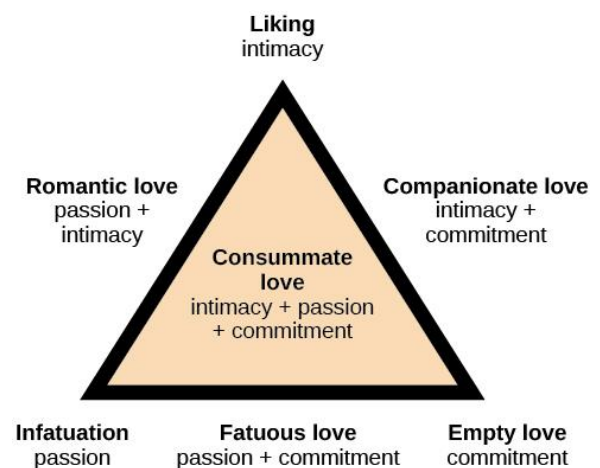 Liking
intimacy
Romantic love
passion +
intimacy
Companionate love
intimacy +
commitment
Consummate
love
intimacy + passion
+ commitment
Infatuation
passion
Fatuous love
passion + commitment
Empty love
commitment